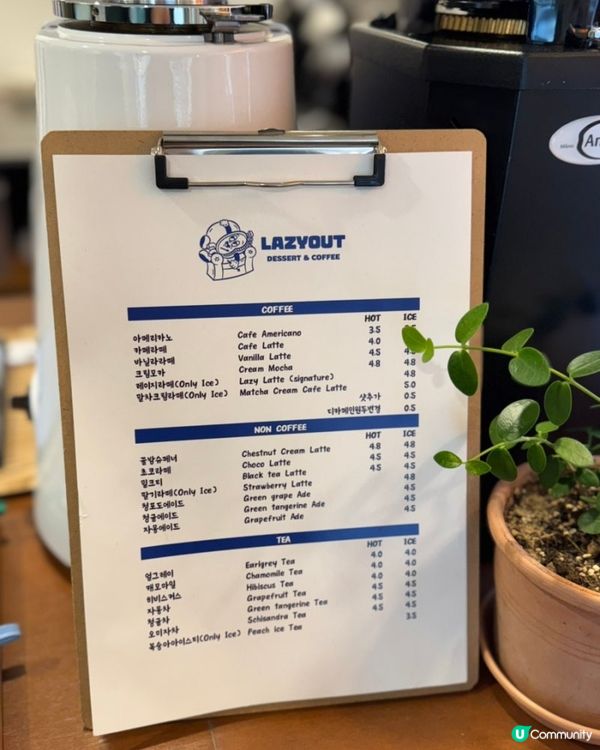 LAZYOUT
DESSERT & COFFEE
COFFEE
HOT ICE
아메리카노 Cafe Americano 3.5
카페라떼 Cafe Latte 4.0
바닐라라떼 Vanilla Latte 4.5
크림모카 Cream Mocha 4.8 4.8
레이지라떼(Only Ice) Lazy Latte (signature) 4.8
말차크림라떼(Only Ice) Matcha Cream Cafe Latte 5.0
샷추가 0.5
디카페인원두변경 0.5
NON COFFEE
HOT ICE
꿀밤슈페너 Chestnut Cream Latte 4.8 4.8
초코라떼 Choco Latte 4.5 4.5
밀크티 Black tea Latte 4.5 4.5
딸기라떼(Only Ice) Strawberry Latte 4.8
청포도에이드 Green grape Ade 4.5
청귤에이드 Green tangerine Ade 4.5
자몽에이드 Grapefruit Ade 4.5
TEA
HOT ICE
얼그레이 Earlgrey Tea 4.0 4.0
캐모마일 Chamomile Tea 4.0 4.0
히비스커스 Hibiscus Tea 4.0 4.0
자몽차 Grapefruit Tea 4.5 4.5
청귤차 Green tangerine Tea 4.5 4.5
오미자차 Schisandra Tea 4.5 4.5
복숭아아이스티(Only Ice) Peach ice Tea 3.5
U Community